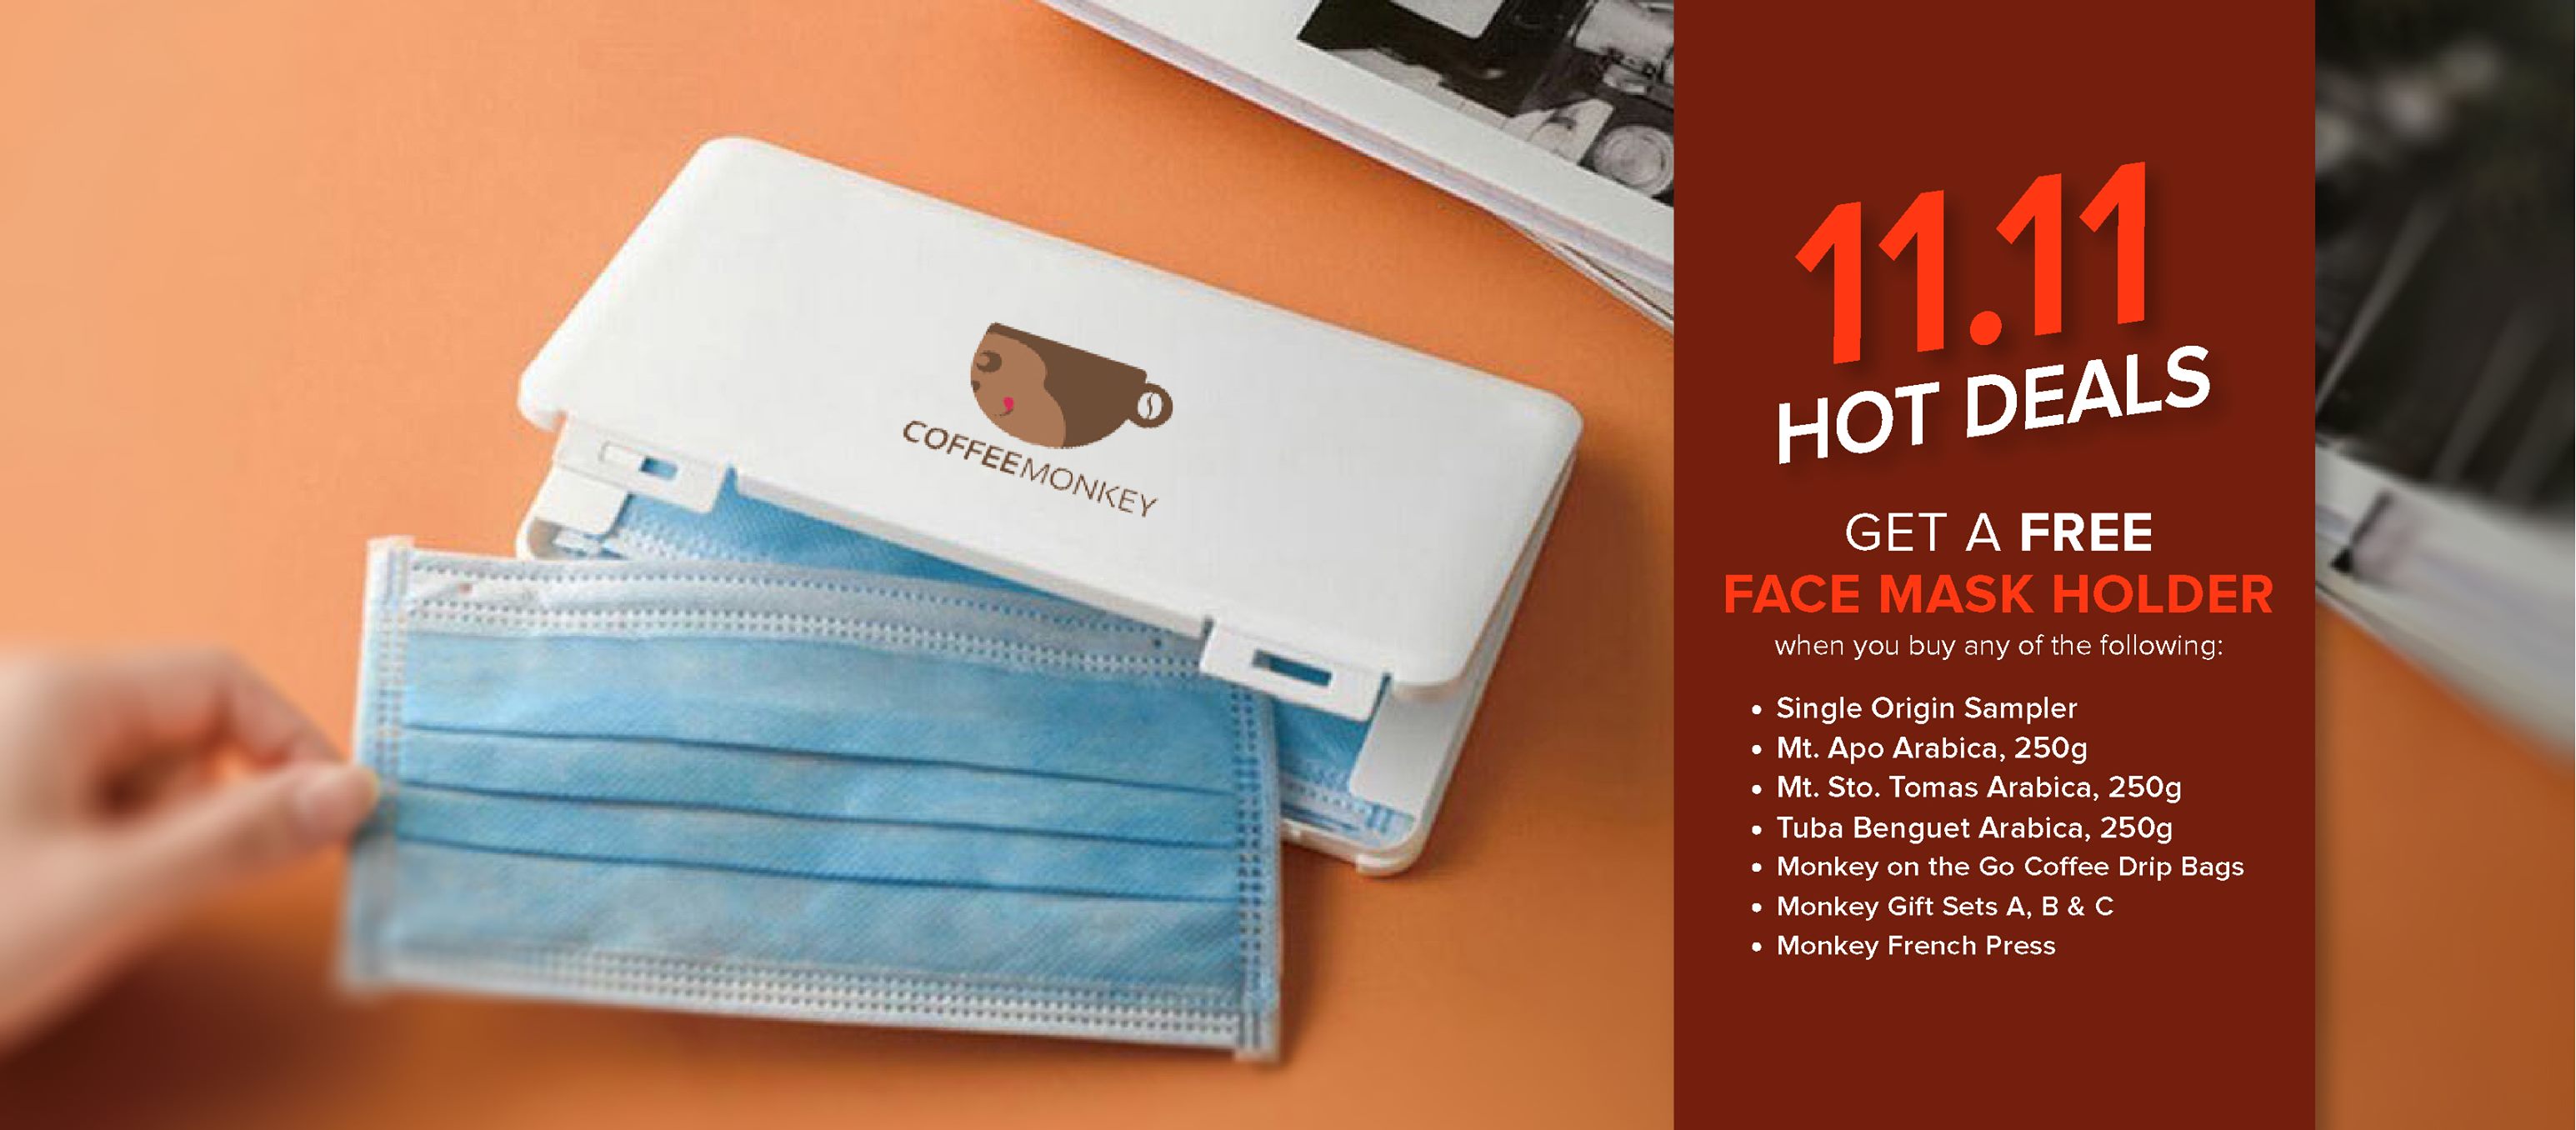 COFFEEMONKEY
11.11
HOT DEALS
GET A FREE
FACE MASK HOLDER
when you buy any of the following:
• Single Origin Sampler
• Mt. Apo Arabica, 250g
• Mt. Sto. Tomas Arabica, 250g
• Tuba Benguet Arabica, 250g
• Monkey on the Go Coffee Drip Bags
• Monkey Gift Sets A, B & C
• Monkey French Press